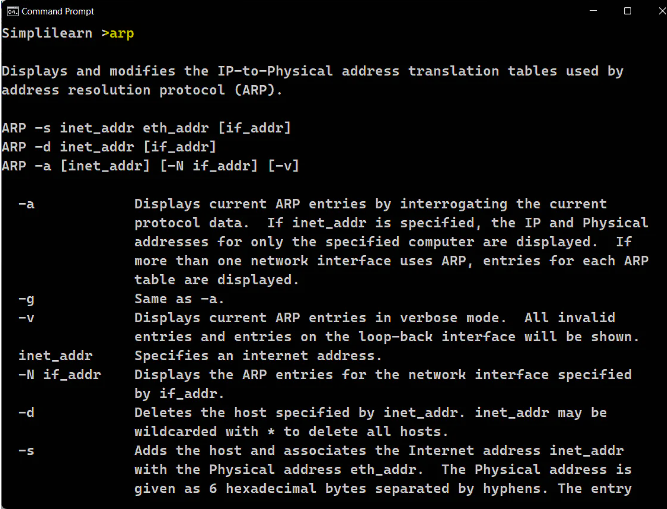 Command Prompt
Simplilearn >arp
Displays and modifies the IP-to-Physical address translation tables used by
address resolution protocol (ARP).
ARP -s inet_addr eth_addr [if_addr]
ARP -d inet_addr [if_addr]
ARP -a [inet_addr] [-N if_addr] [-v]
-a Displays current ARP entries by interrogating the current
protocol data.  If inet_addr is specified, the IP and Physical
addresses for only the specified computer are displayed.  If
more than one network interface uses ARP, entries for each ARP
table are displayed.
-g Same as -a.
-v Displays current ARP entries in verbose mode.  All invalid
entries and entries on the loop-back interface will be shown.
inet_addr Specifies an internet address.
-N if_addr Displays the ARP entries for the network interface specified
by if_addr.
-d Deletes the host specified by inet_addr. inet_addr may be
wildcarded with * to delete all hosts.
-s Adds the host and associates the Internet address inet_addr
with the Physical address eth_addr.  The Physical address is
given as 6 hexadecimal bytes separated by hyphens. The entry